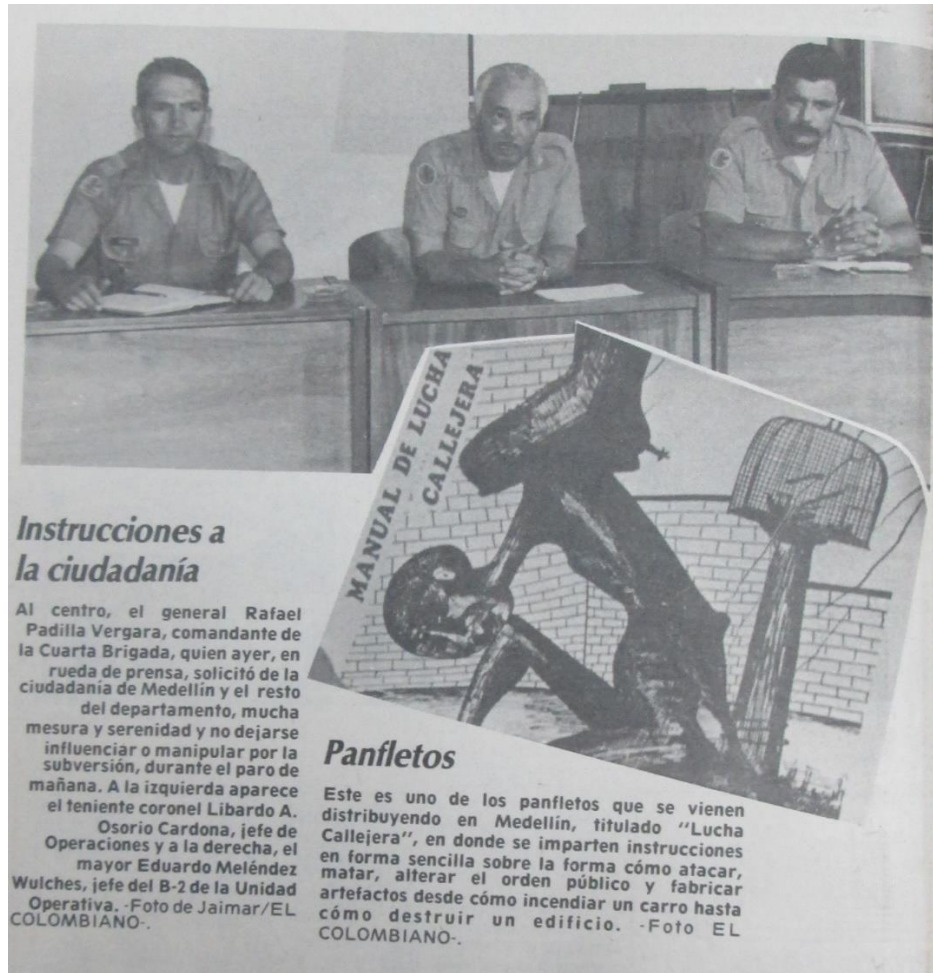 MANUAL DE LUCHA
CALLEJERA
Instrucciones a
la ciudadanía
Al centro, el general Rafael
Padilla Vergara, comandante de
la Cuarta Brigada, quien ayer, en
rueda de prensa, solicitó de la
ciudadanía de Medellín y el resto
del departamento, mucha
mesura y serenidad y no dejarse
influenciar o manipular por la
subversión, durante el paro de
mañana. A la izquierda aparece
el teniente coronel Libardo A.
Osorio Cardona, jefe de
Operaciones y a la derecha, el
mayor Eduardo Meléndez
Wulches, jefe del B-2 de la Unidad
Operativa. -Foto de Jaimar/EL
COLOMBIANO-.
Panfletos
Este es uno de los panfletos que se vienen
distribuyendo en Medellín, titulado "Lucha
Callejera", en donde se imparten instrucciones
en forma sencilla sobre la forma cómo atacar,
matar, alterar el orden público y fabricar
artefactos desde cómo incendiar un carro hasta
cómo destruir un edificio. -Foto EL
COLOMBIANO-.